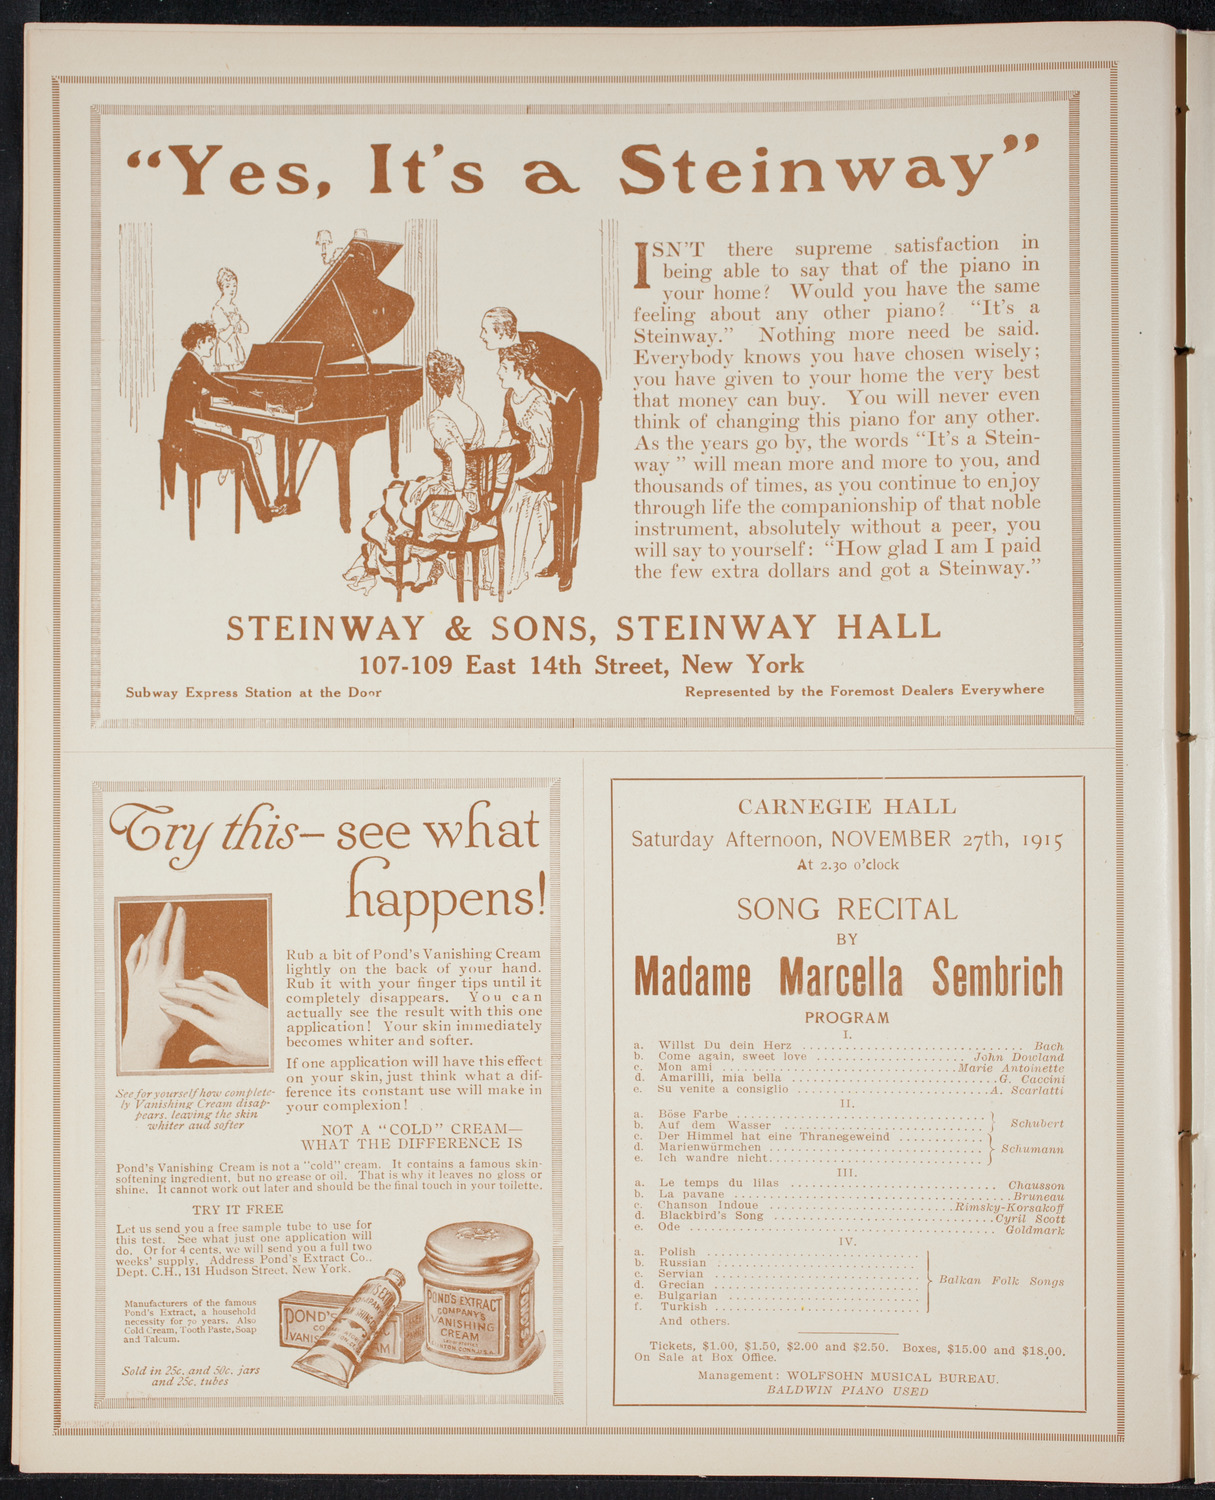 “Yes, It's a Steinway”
ISN'T there supreme satisfaction in
being able to say that of the piano in
your home? Would you have the same
feeling about any other piano? “It's a
Steinway.” Nothing more need be said.
Everybody knows you have chosen wisely;
you have given to your home the very best
that money can buy. You will never even
think of changing this piano for any other.
As the years go by, the words “It's a Stein-
way ” will mean more and more to you, and
thousands of times, as you continue to enjoy
through life the companionship of that noble
instrument, absolutely without a peer, you
will say to yourself: “How glad I am I paid
the few extra dollars and got a Steinway.”
STEINWAY & SONS, STEINWAY HALL
107-109 East 14th Street, New York
Subway Express Station at the Door
Represented by the Foremost Dealers Everywhere
Try this— see what
happens!
Rub a bit of Pond's Vanishing Cream
lightly on the back of your hand.
Rub it with your finger tips until it
completely disappears. You can
actually see the result with this one
application! Your skin immediately
becomes whiter and softer.
If one application will have this effect
on your skin, just think what a dif-
ference its constant use will make in
your complexion!
See for yourself how complete-
ly Vanishing Cream disap-
pears, leaving the skin
whiter and softer
NOT A “COLD” CREAM—
WHAT THE DIFFERENCE IS
Pond's Vanishing Cream is not a “cold” cream. It contains a famous skin-
softening ingredient, but no grease or oil. That is why it leaves no gloss or
shine. It cannot work out later and should be the final touch in your toilette.
TRY IT FREE
Let us send you a free sample tube to use for
this test. See what just one application will
do. Or for 4 cents, we will send you a full two
weeks' supply. Address Pond's Extract Co.,
Dept. C.H., 131 Hudson Street, New York.
Manufacturers of the famous
Pond's Extract, a household
necessity for 70 years. Also
Cold Cream, Tooth Paste, Soap
and Talcum.
Sold in 25c. and 50c. jars
and 25c. tubes
POND'S
VANIS
POND'S EXTRACT
COMPANY'S
VANISHING
CREAM
CARNEGIE HALL
Saturday Afternoon, NOVEMBER 27th, 1915
At 2.30 o'clock
SONG RECITAL
BY
Madame Marcella Sembrich
PROGRAM
I.
a. Willst Du dein Herz ........ Bach
b. Come again, sweet love ........ John Dowland
c. Mon ami ........ Marie Antoinette
d. Amarilli, mia bella ........ G. Caccini
e. Su venite a consiglio ........ A. Scarlatti
II.
a. Böse Farbe ........
b. Auf dem Wasser ........ Schubert
c. Der Himmel hat eine Thranegeweind ........
d. Marienwürmchen ........ Schumann
e. Ich wandre nicht........
III.
a. Le temps du lilas ........ Chausson
b. La pavane ........ Bruneau
c. Chanson Indoue ........ Rimsky-Korsakoff
d. Blackbird's Song ........ Cyril Scott
e. Ode ........ Goldmark
IV.
a. Polish ........
b. Russian ........
c. Servian ........
d. Grecian ........ Balkan Folk Songs
e. Bulgarian ........
f. Turkish ........
And others.
Tickets, $1.00, $1.50, $2.00 and $2.50. Boxes, $15.00 and $18.00.
On Sale at Box Office.
Management: WOLFSOHN MUSICAL BUREAU.
BALDWIN PIANO USED